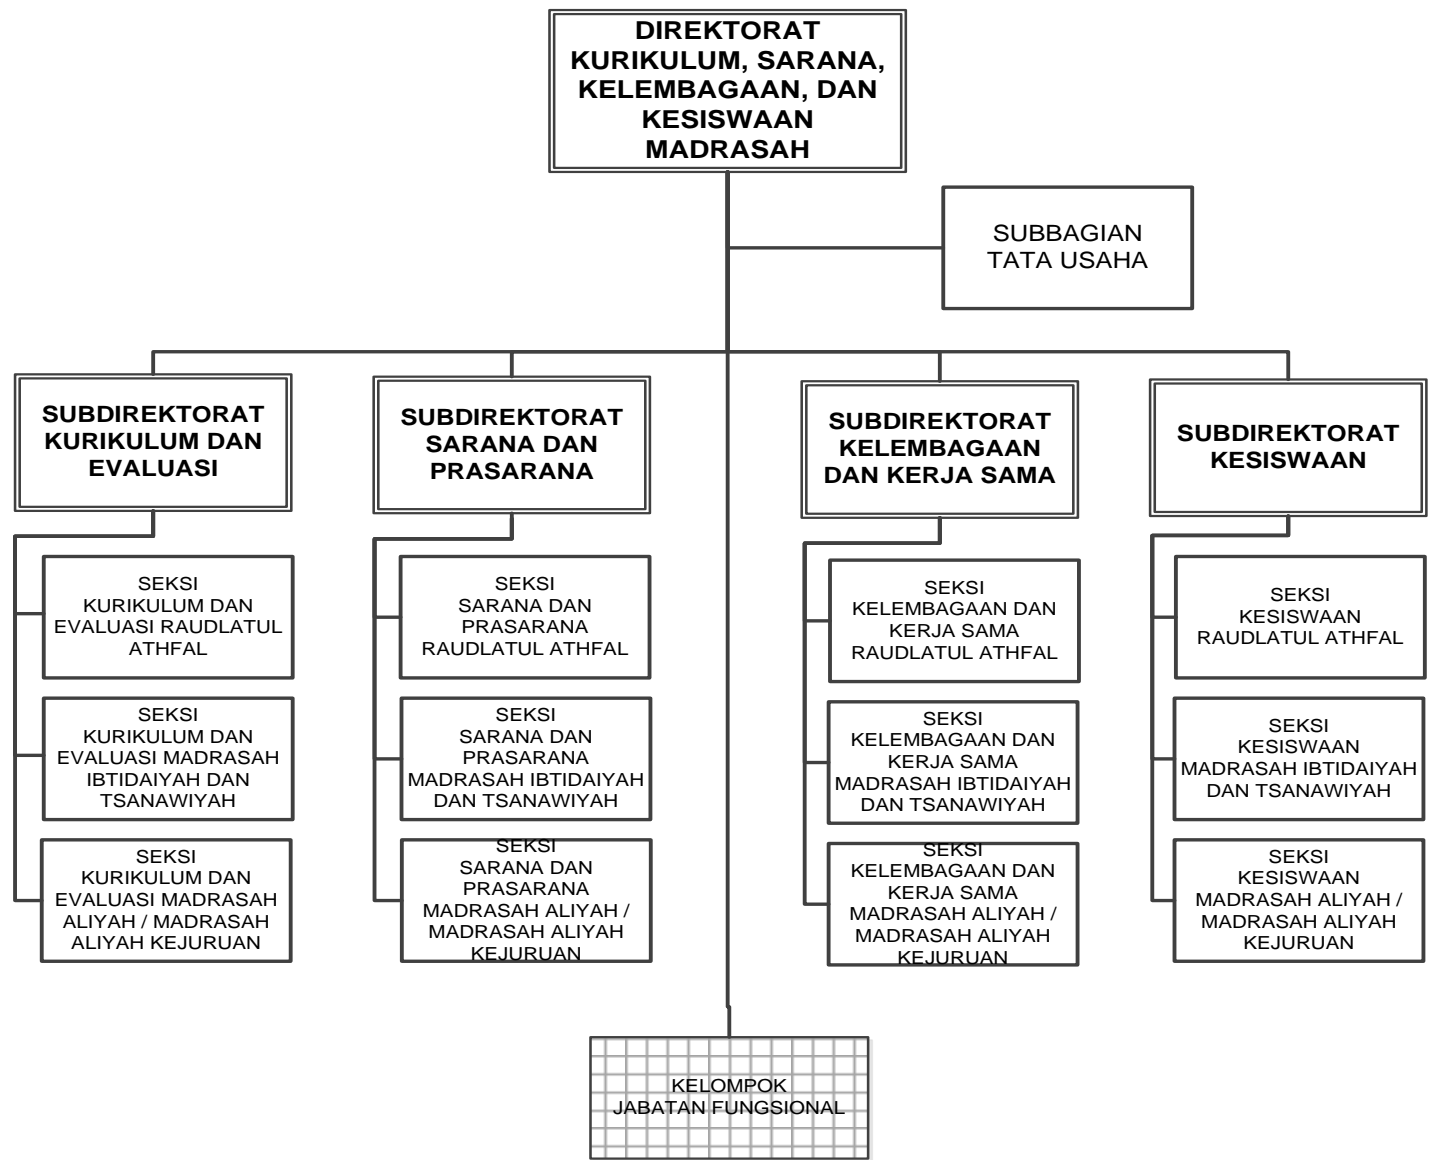 DIREKTORAT
KURIKULUM, SARANA,
KELEMBAGAAN, DAN
KESISWAAN
MADRASAH
SUBBAGIAN
TATA USAHA
SUBDIREKTORAT
KURIKULUM DAN
EVALUASI
SUBDIREKTORAT
SARANA DAN
PRASARANA
SUBDIREKTORAT
KELEMBAGAAN
DAN KERJA SAMA
SUBDIREKTORAT
KESISWAAN
SEKSI
KURIKULUM DAN
EVALUASI RAUDLATUL
ATHFAL
SEKSI
SARANA DAN
PRASARANA
RAUDLATUL ATHFAL
SEKSI
KELEMBAGAAN DAN
KERJA SAMA
RAUDLATUL ATHFAL
SEKSI
KESISWAAN
RAUDLATUL ATHFAL
SEKSI
KURIKULUM DAN
EVALUASI MADRASAH
IBTIDAIYAH DAN
TSANAWIYAH
SEKSI
SARANA DAN
PRASARANA
MADRASAH IBTIDAIYAH
DAN TSANAWIYAH
SEKSI
KELEMBAGAAN DAN
KERJA SAMA
MADRASAH IBTIDAIYAH
DAN TSANAWIYAH
SEKSI
KESISWAAN
MADRASAH IBTIDAIYAH
DAN TSANAWIYAH
SEKSI
KURIKULUM DAN
EVALUASI MADRASAH
ALIYAH / MADRASAH
ALIYAH KEJURUAN
SEKSI
SARANA DAN
PRASARANA
MADRASAH ALIYAH /
MADRASAH ALIYAH
KEJURUAN
SEKSI
KELEMBAGAAN DAN
KERJA SAMA
MADRASAH ALIYAH /
MADRASAH ALIYAH
KEJURUAN
SEKSI
KESISWAAN
MADRASAH ALIYAH /
MADRASAH ALIYAH
KEJURUAN
KELOMPOK
JABATAN FUNGSIONAL